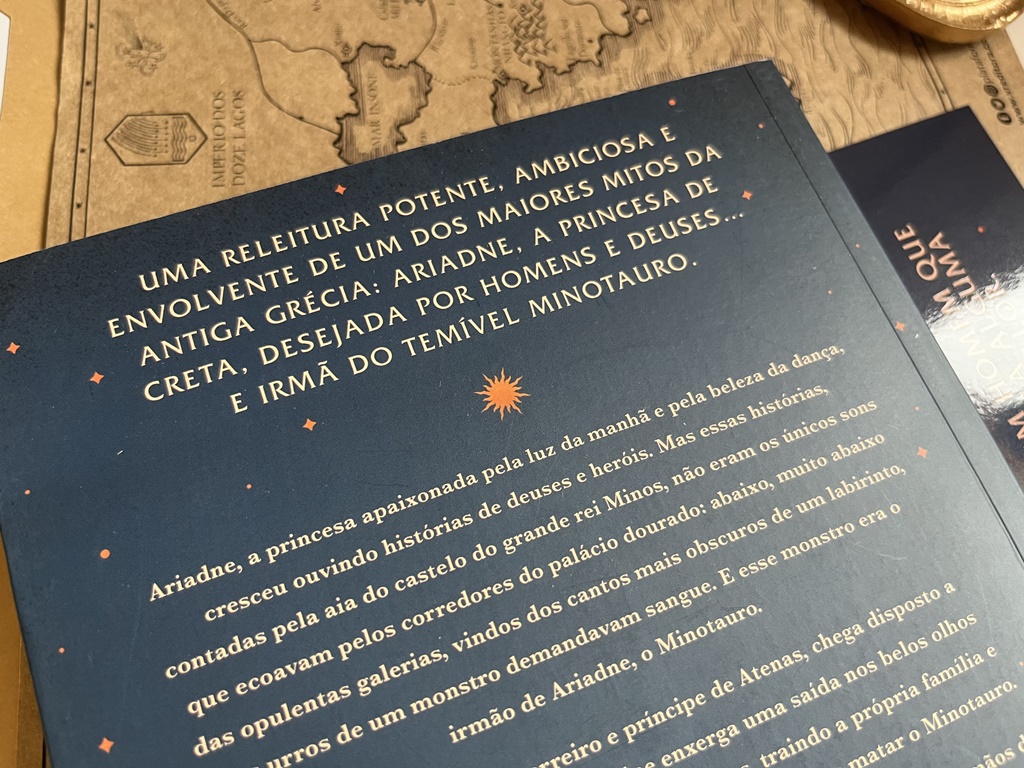 IMPÉRIO DOS
DOZE LAGOS
UMA RELEITURA POTENTE, AMBICIOSA E
ENVOLVENTE DE UM DOS MAIORES MITOS DA
ANTIGA GRÉCIA: ARIADNE, A PRINCESA DE
CRETA, DESEJADA POR HOMENS E DEUSES...
E IRMÃ DO TEMÍVEL MINOTAURO.
Ariadne, a princesa apaixonada pela luz da manhã e pela beleza da dança,
cresceu ouvindo histórias de deuses e heróis. Mas essas histórias,
contadas pela aia do castelo do grande rei Minos, não eram os únicos sons
que ecoavam pelos corredores do palácio dourado: abaixo, muito abaixo
das opulentas galerias, vindos dos cantos mais obscuros de um labirinto,
urros de um monstro demandavam sangue. E esse monstro era o
irmão de Ariadne, o Minotauro.
e príncipe de Atenas, chega disposto a
enxerga uma saída nos belos olhos
traindo a própria família e
matar o Minotauro.
QUE
UMA